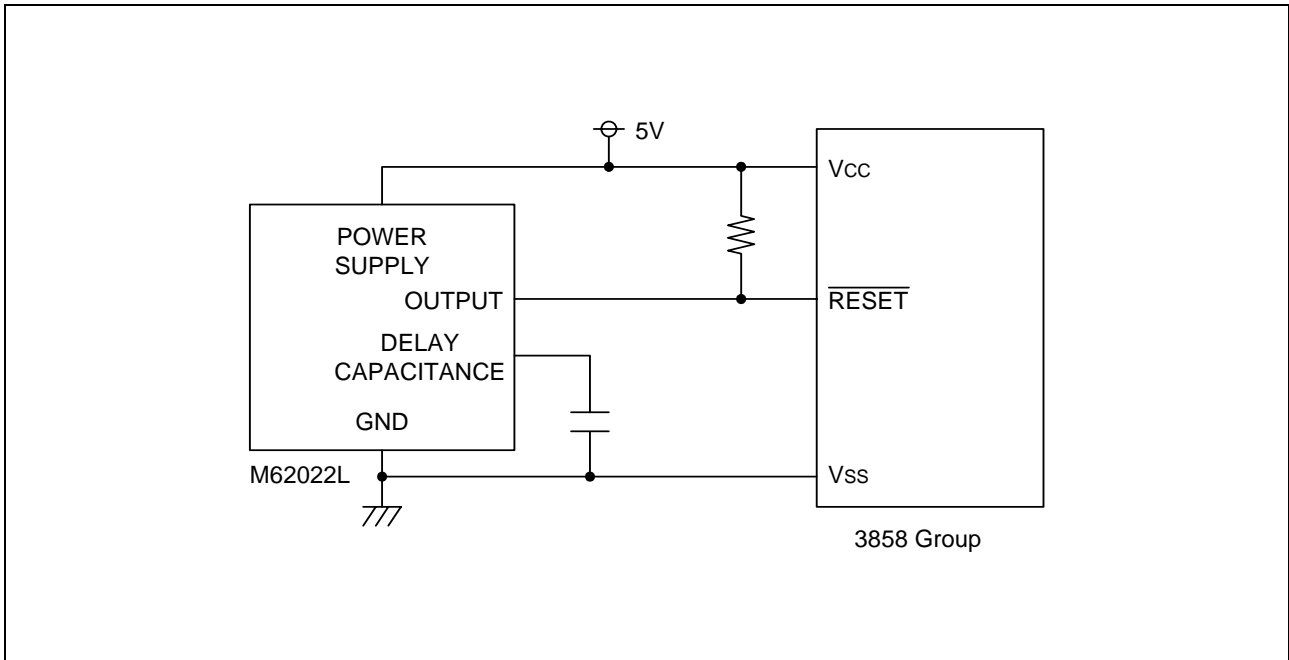 5V
VCC
POWER
SUPPLY
OUTPUT
RESET
DELAY
CAPACITANCE
GND
M62022L
VSS
3858 Group